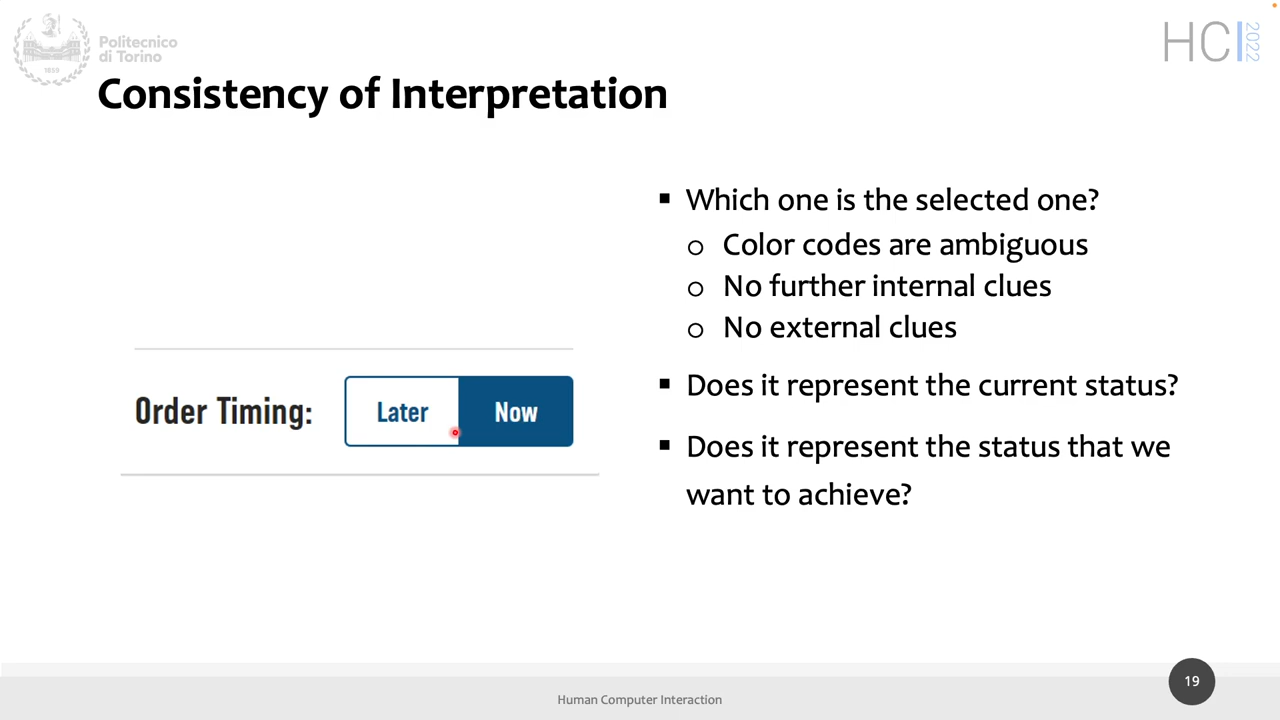 Politecnico
di Torino
1859
HCI 2022
Consistency of Interpretation
Which one is the selected one?
Color codes are ambiguous
No further internal clues
No external clues
Does it represent the current status?
Does it represent the status that we
want to achieve?
Order Timing: Later Now
Human Computer Interaction
19